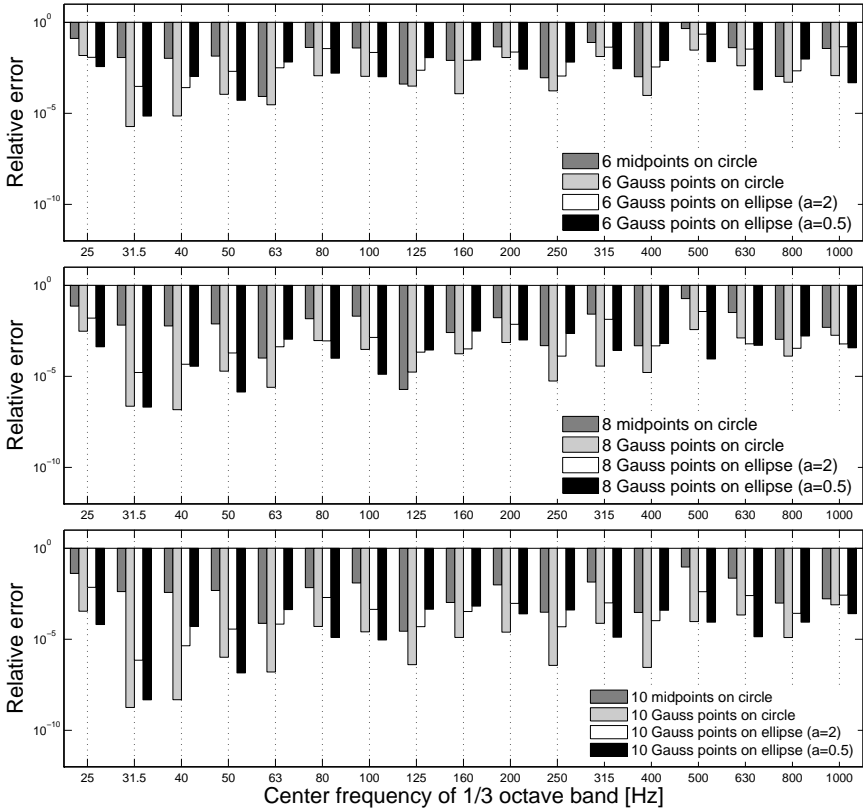 10^0
10^-5
10^-10
Relative error
6 midpoints on circle
6 Gauss points on circle
6 Gauss points on ellipse (a=2)
6 Gauss points on ellipse (a=0.5)
25 31.5 40 50 63 80 100 125 160 200 250 315 400 500 630 800 1000
10^0
10^-5
10^-10
Relative error
8 midpoints on circle
8 Gauss points on circle
8 Gauss points on ellipse (a=2)
8 Gauss points on ellipse (a=0.5)
25 31.5 40 50 63 80 100 125 160 200 250 315 400 500 630 800 1000
10^0
10^-5
10^-10
Relative error
10 midpoints on circle
10 Gauss points on circle
10 Gauss points on ellipse (a=2)
10 Gauss points on ellipse (a=0.5)
25 31.5 40 50 63 80 100 125 160 200 250 315 400 500 630 800 1000
Center frequency of 1/3 octave band [Hz]